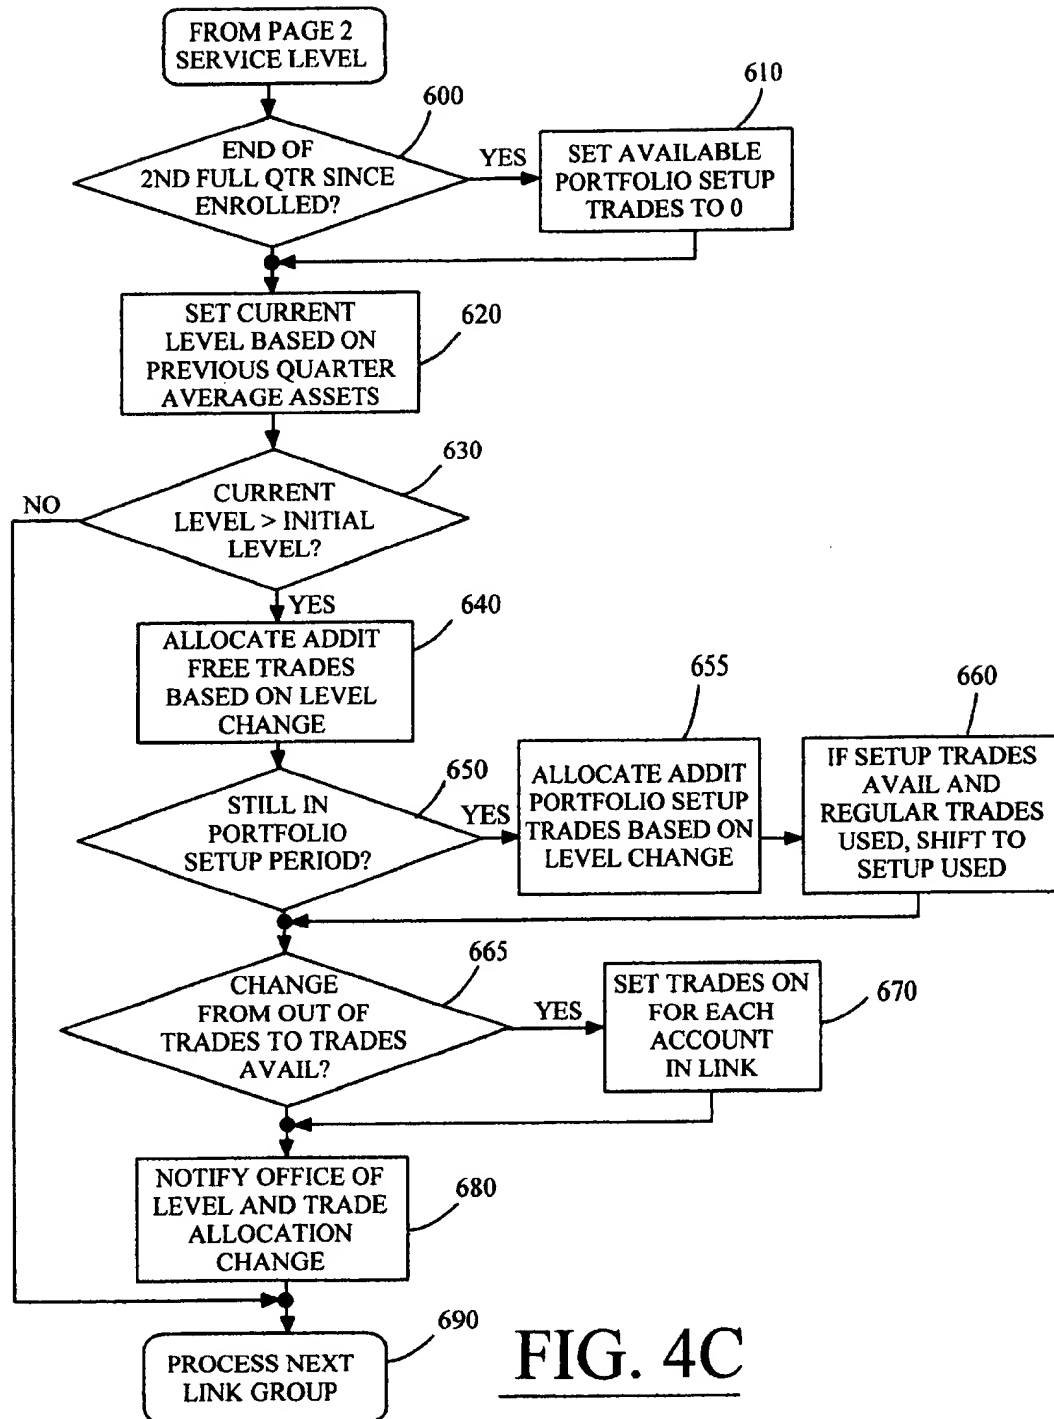 FROM PAGE 2
SERVICE LEVEL
600
END OF
2ND FULL QTR SINCE
ENROLLED?
YES
610
SET AVAILABLE
PORTFOLIO SETUP
TRADES TO 0
SET CURRENT
LEVEL BASED ON
PREVIOUS QUARTER
AVERAGE ASSETS
620
630
CURRENT
LEVEL > INITIAL
LEVEL?
NO
YES
640
ALLOCATE ADDIT
FREE TRADES
BASED ON LEVEL
CHANGE
650
STILL IN
PORTFOLIO
SETUP PERIOD?
YES
655
ALLOCATE ADDIT
PORTFOLIO SETUP
TRADES BASED ON
LEVEL CHANGE
660
IF SETUP TRADES
AVAIL AND
REGULAR TRADES
USED, SHIFT TO
SETUP USED
665
CHANGE
FROM OUT OF
TRADES TO TRADES
AVAIL?
YES
SET TRADES ON
FOR EACH
ACCOUNT
IN LINK
670
NOTIFY OFFICE OF
LEVEL AND TRADE
ALLOCATION
CHANGE
680
690
PROCESS NEXT
LINK GROUP
FIG. 4C